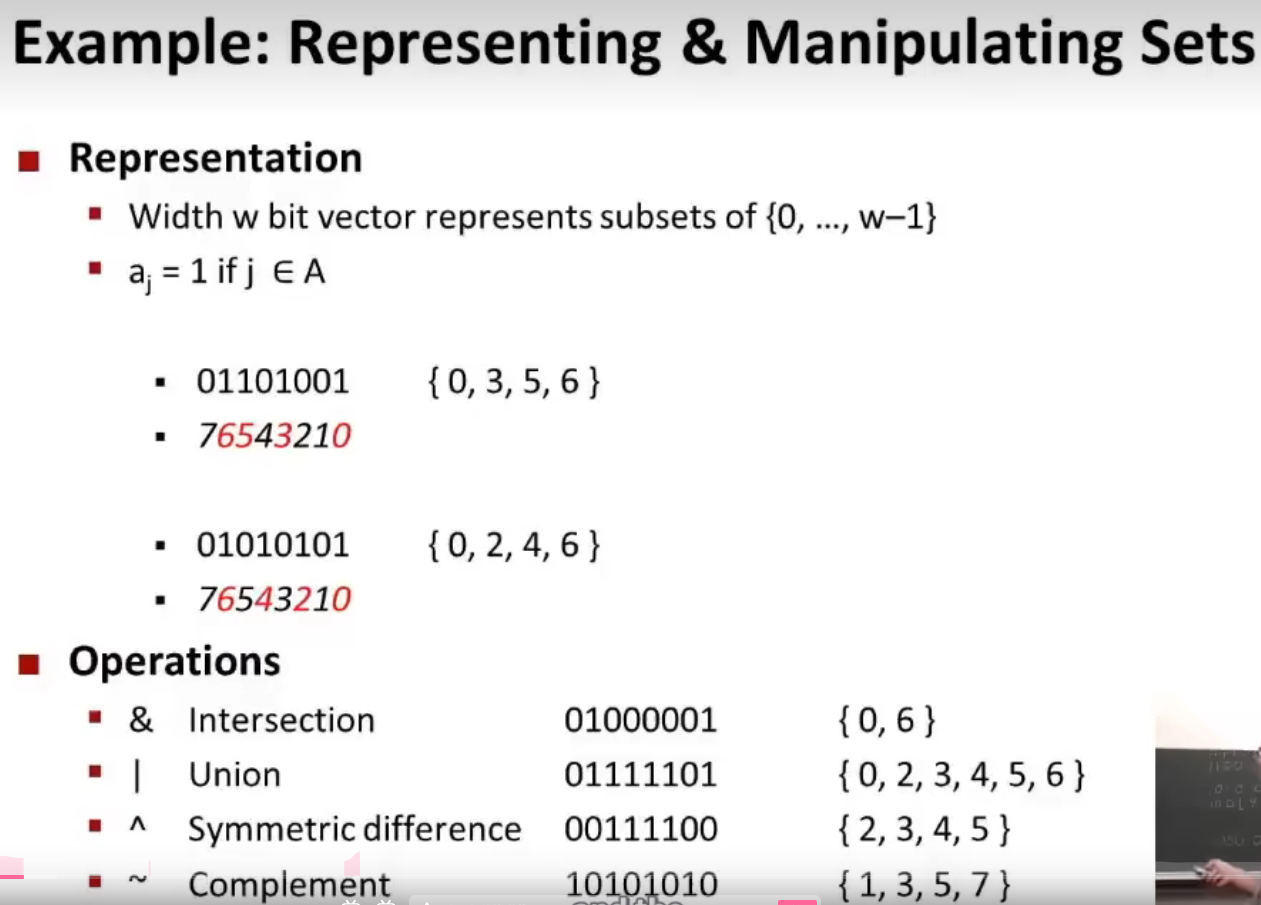 Example: Representing & Manipulating Sets
■ Representation
▪ Width w bit vector represents subsets of {0, ..., w–1}
▪ aⱼ = 1 if j ∈ A
▪ 01101001 { 0, 3, 5, 6 }
▪ 76543210
▪ 01010101 { 0, 2, 4, 6 }
▪ 76543210
■ Operations
▪ & Intersection 01000001 { 0, 6 }
▪ | Union 01111101 { 0, 2, 3, 4, 5, 6 }
▪ ^ Symmetric difference 00111100 { 2, 3, 4, 5 }
▪ ~ Complement 10101010 { 1, 3, 5, 7 }